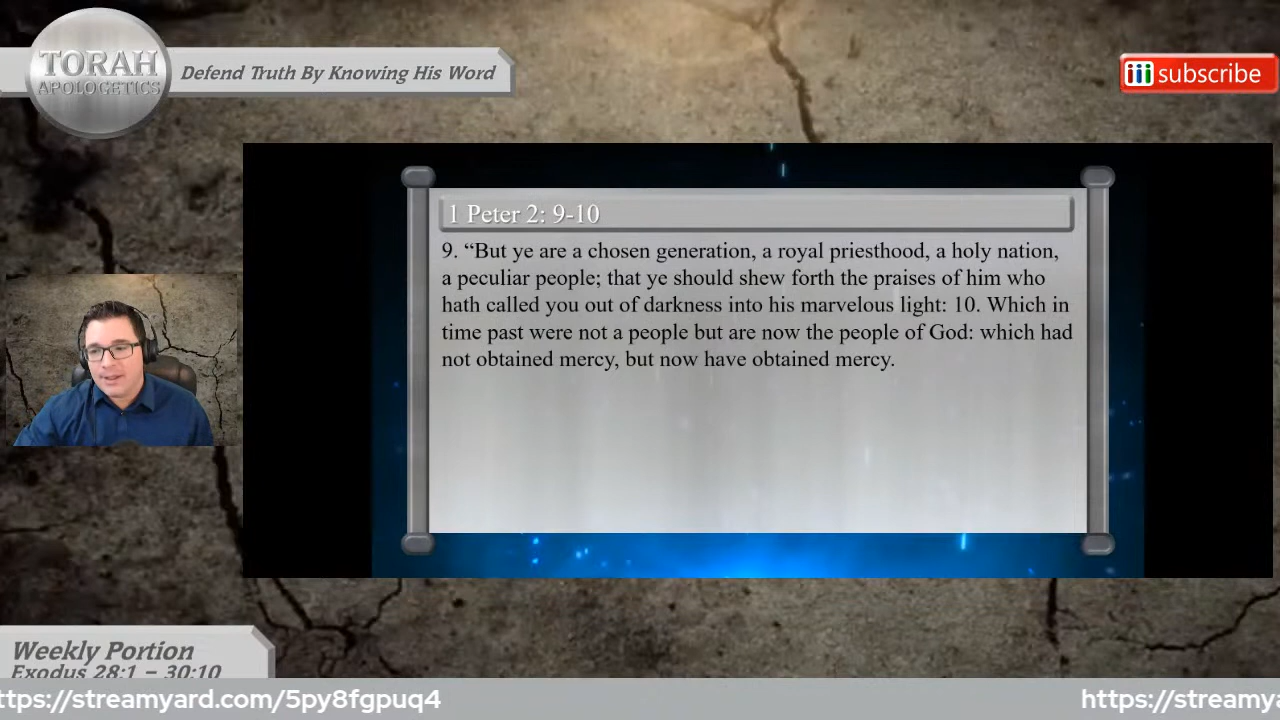 TORAH
APOLOGETICS
Defend Truth By Knowing His Word
subscribe
1 Peter 2: 9-10
9. “But ye are a chosen generation, a royal priesthood, a holy nation,
a peculiar people; that ye should shew forth the praises of him who
hath called you out of darkness into his marvelous light: 10. Which in
time past were not a people but are now the people of God: which had
not obtained mercy, but now have obtained mercy.
Weekly Portion
Exodus 28:1 – 30:10
ttps://streamyard.com/5py8fgpuq4
https://streamya